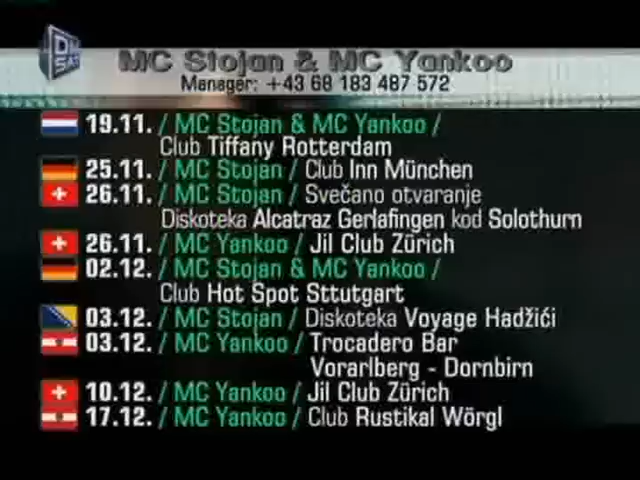 DM SAT
MC Stojan & MC Yankoo
Manager: +43 68 183 487 572
19.11. / MC Stojan & MC Yankoo /
Club Tiffany Rotterdam
25.11. / MC Stojan / Club Inn München
26.11. / MC Stojan / Svečano otvaranje
Diskoteka Alcatraz Gerlafingen kod Solothurn
26.11. / MC Yankoo / Jil Club Zürich
02.12. / MC Stojan & MC Yankoo /
Club Hot Spot Sttutgart
03.12. / MC Stojan / Diskoteka Voyage Hadžići
03.12. / MC Yankoo / Trocadero Bar
Vorarlberg - Dornbirn
10.12. / MC Yankoo / Jil Club Zürich
17.12. / MC Yankoo / Club Rustikal Wörgl